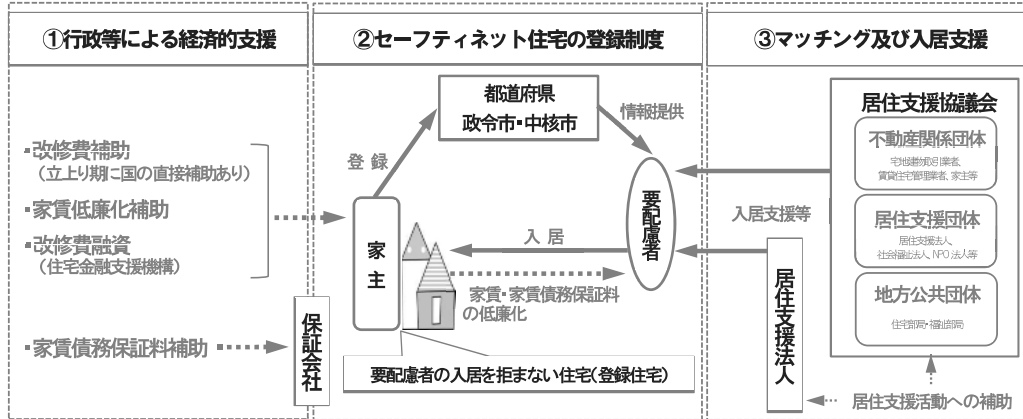 ①行政等による経済的支援
・改修費補助
（立上り期に国の直接補助あり）
・家賃低廉化補助
・改修費融資
（住宅金融支援機構）
・家賃債務保証料補助
保証会社
②セーフティネット住宅の登録制度
都道府県
政令市・中核市
登録
情報提供
家主
要配慮者
入居
家賃・家賃債務保証料
の低廉化
要配慮者の入居を拒まない住宅（登録住宅）
③マッチング及び入居支援
居住支援協議会
不動産関係団体
宅地建物取引業者、
賃貸住宅管理業者、家主等
居住支援団体
居住支援法人、
社会福祉法人、NPO法人等
地方公共団体
住宅部局・福祉部局
入居支援等
居住支援法人
居住支援活動への補助